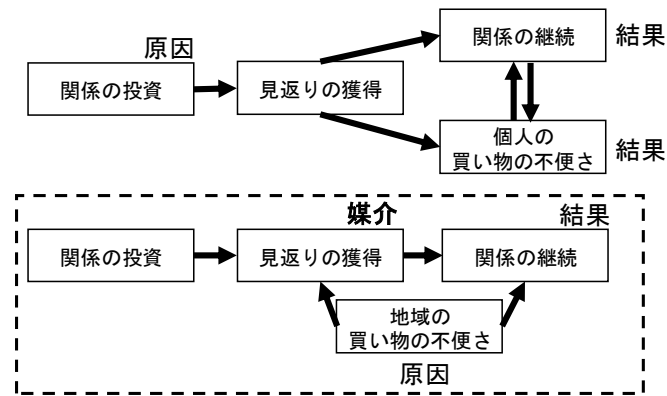 原因
関係の投資
見返りの獲得
関係の継続
結果
個人の
買い物の不便さ
結果
媒介
結果
関係の投資
見返りの獲得
関係の継続
地域の
買い物の不便さ
原因